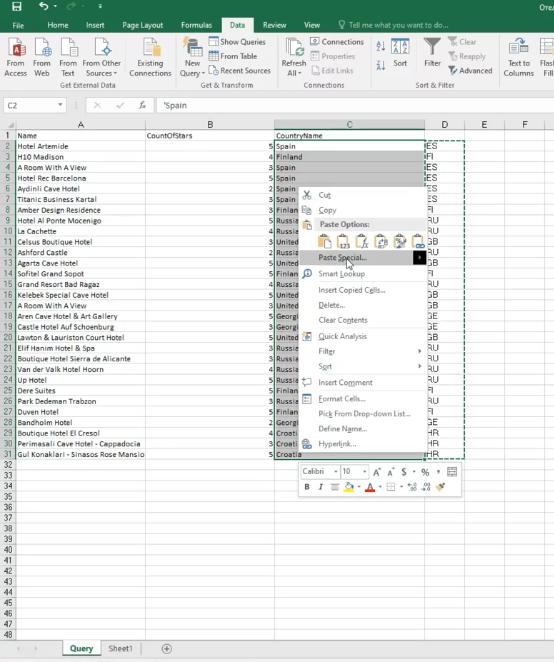 Orea
File Home Insert Page Layout Formulas Data Review View Tell me what you want to do...
From Access From Web From Text From Other Sources Existing Connections
Get External Data
New Query Show Queries From Table Recent Sources
Get & Transform
Refresh All Connections Properties Edit Links
Connections
Sort Filter Clear Reapply Advanced
Sort & Filter
Text to Columns Flash Fill
C2 fx 'Spain
A B C D E F
1 Name CountOfStars CountryName
2 Hotel Artemide 5 Spain ES
3 H10 Madison 4 Finland FI
4 A Room With A View 3 Spain ES
5 Hotel Rec Barcelona 5 Spain ES
6 Aydinli Cave Hotel 2 Spain ES
7 Titanic Business Kartal 3 Spain ES
8 Amber Design Residence 3 Finlan FI
9 Hotel Al Ponte Mocenigo 5 Russia RU
10 La Cachette 4 Russia RU
11 Celsus Boutique Hotel 3 United GB
12 Ashford Castle 2 Russia RU
13 Agarta Cave Hotel 5 United GB
14 Sofitel Grand Sopot 5 Finlan FI
15 Grand Resort Bad Ragaz 4 Russia RU
16 Kelebek Special Cave Hotel 5 United GB
17 A Room With A View 3 United GB
18 Aren Cave Hotel & Art Gallery 5 Georgi GE
19 Castle Hotel Auf Schoenburg 3 Georgi GE
20 Lawton & Lauriston Court Hotel 5 United GB
21 Elif Hanim Hotel & Spa 3 Russia RU
22 Boutique Hotel Sierra de Alicante 3 Russia RU
23 Van der Valk Hotel Hoorn 4 Russia RU
24 Up Hotel 5 Russia RU
25 Dere Suites 5 Finlan FI
26 Park Dedeman Trabzon 3 Russia RU
27 Duven Hotel 5 Finlan FI
28 Bandholm Hotel 2 Georgi GE
29 Boutique Hotel El Cresol 4 Croati HR
30 Perimasali Cave Hotel - Cappadocia 3 Croati HR
31 Gul Konaklari - Sinasos Rose Mansio 5 Croatia HR
32
33
34
35
36
37
38
39
40
41
42
43
44
45
46
47
48
Cut
Copy
Paste Options:
123 fx
Paste Special...
Smart Lookup
Insert Copied Cells...
Delete...
Clear Contents
Quick Analysis
Filter
Sort
Insert Comment
Format Cells...
Pick From Drop-down List...
Define Name...
Hyperlink...
Calibri 10 A A $ % ,
B I A
Query Sheet1